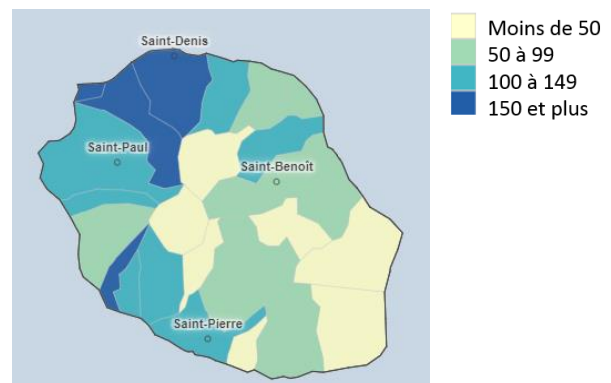 Saint-Denis
Saint-Paul
Saint-Benoît
Saint-Pierre
Moins de 50
50 à 99
100 à 149
150 et plus